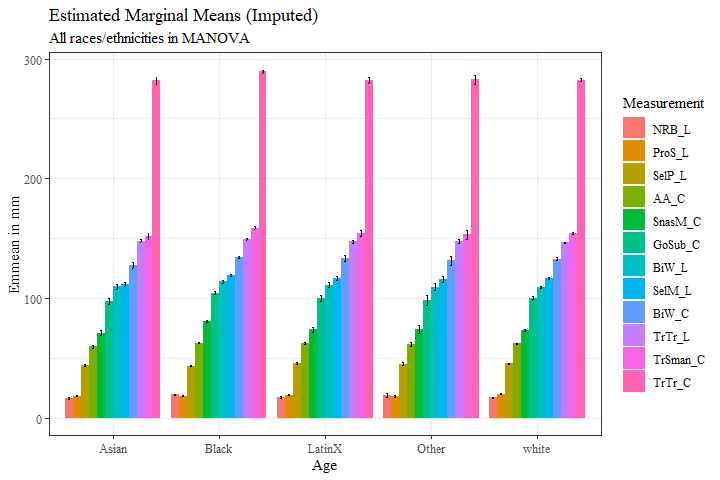 Estimated Marginal Means (Imputed)
All races/ethnicities in MANOVA
Emmean in mm
300
200
100
0
Asian
Black
LatinX
Other
white
Age
Measurement
NRB_L
ProS_L
SelP_L
AA_C
SnasM_C
GoSub_C
BiW_L
SelM_L
BiW_C
TrTr_L
TrSman_C
TrTr_C